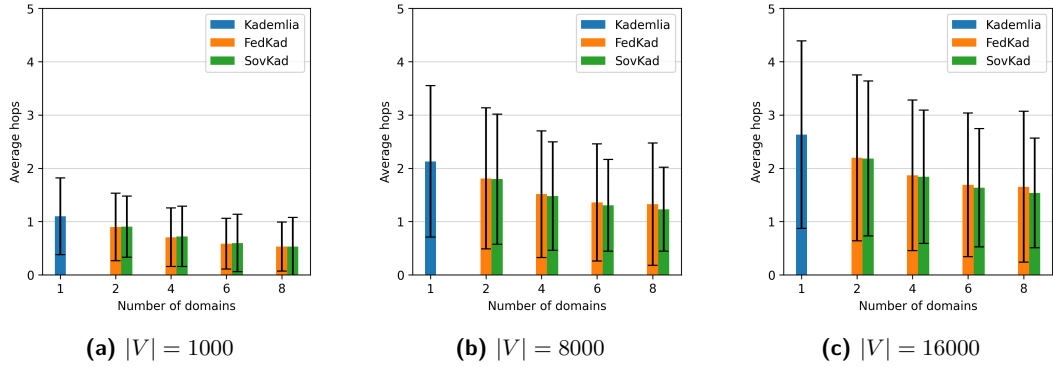 5
4
3
2
1
0
Average hops
1
2
4
6
8
Number of domains
Kademlia
FedKad
SovKad
(a) |V| = 1000
5
4
3
2
1
0
Average hops
1
2
4
6
8
Number of domains
Kademlia
FedKad
SovKad
(b) |V| = 8000
5
4
3
2
1
0
Average hops
1
2
4
6
8
Number of domains
Kademlia
FedKad
SovKad
(c) |V| = 16000